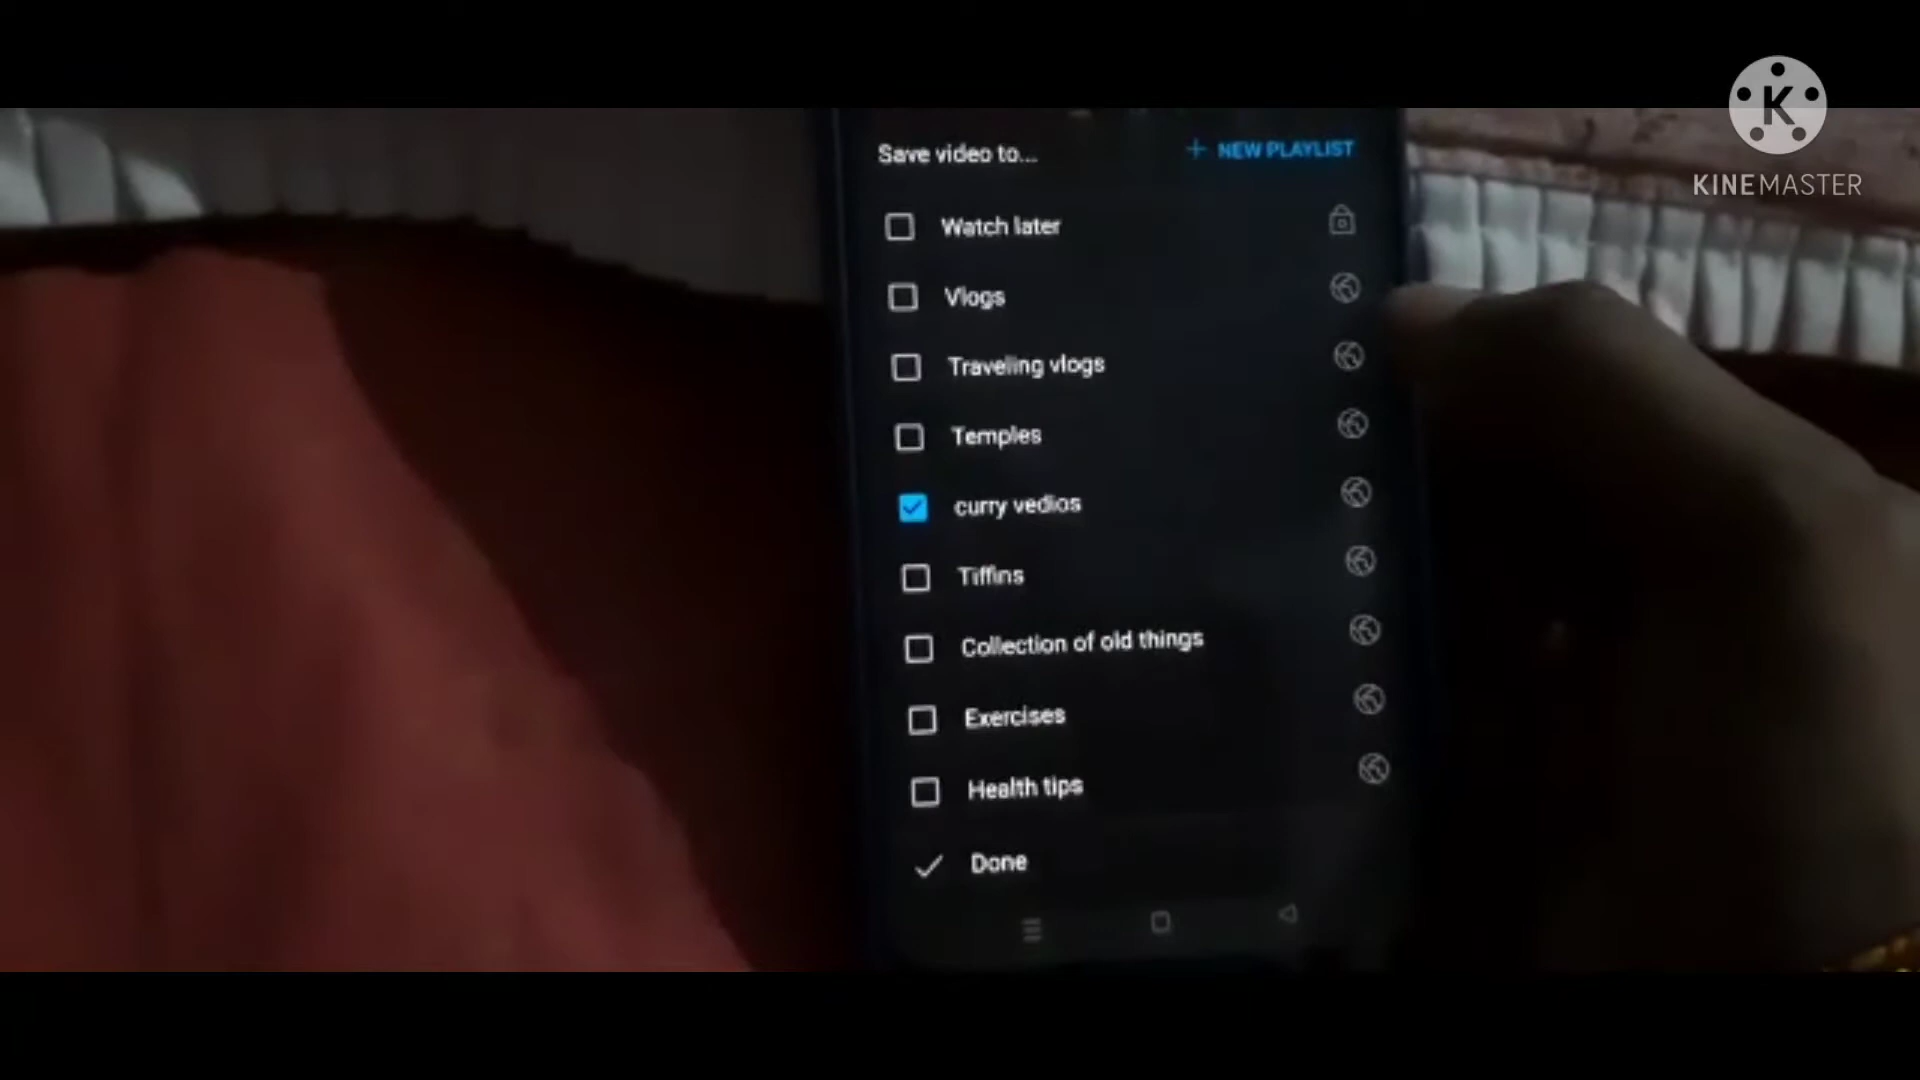 Save video to...
+ NEW PLAYLIST
K
KINEMASTER
Watch later
Vlogs
Traveling vlogs
Temples
curry vedios
Tiffins
Collection of old things
Exercises
Health tips
Done